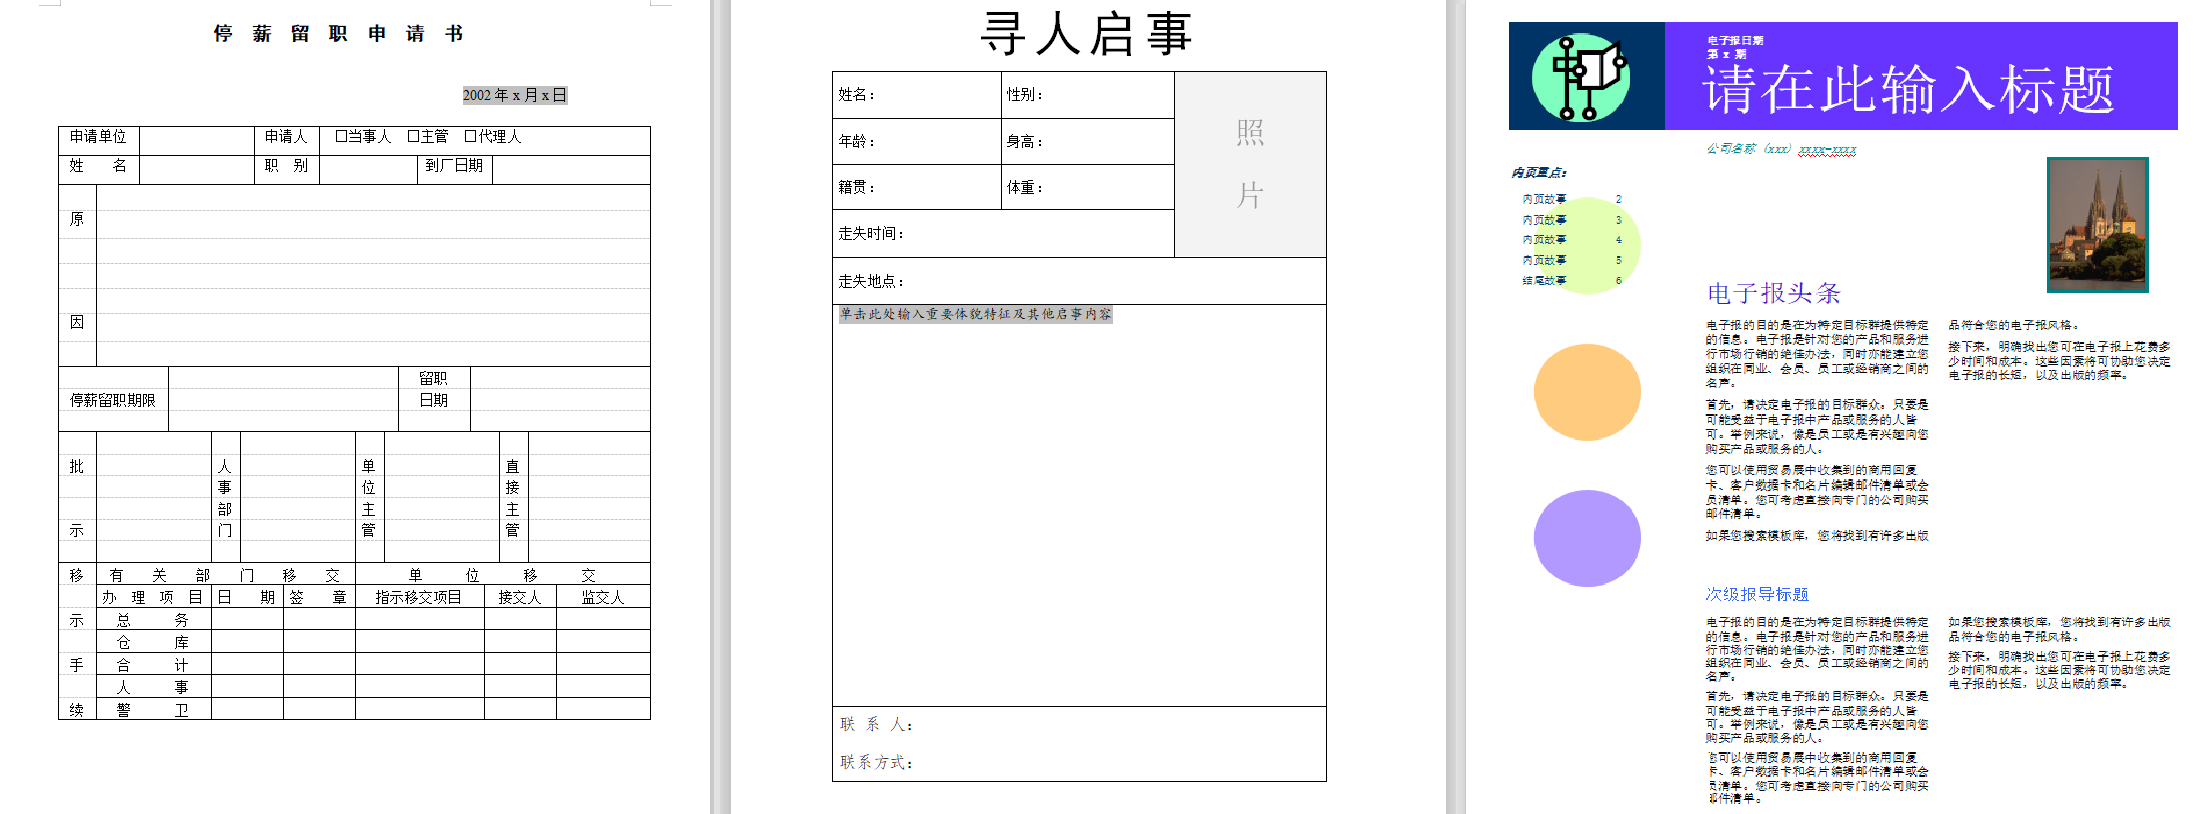 停 薪 留 职 申 请 书
2002 年 x 月 x 日
申请单位 申请人 □当事人 □主管 □代理人
姓 名 职 别 到厂日期
原
因
停薪留职期限 留职日期
批示 人事部门 单位主管 直接主管
移 有 关 部 门 移 交 单 位 移 交
办 理 项 目 日 期 签 章 指示移交项目 接交人 监交人
示 总 务
仓 库
手 合 计
人 事
续 警 卫
寻人启事
姓名： 性别：
照
年龄： 身高：
片
籍贯： 体重：
走失时间：
走失地点：
单击此处输入重要体貌特征及其他启事内容
联 系 人：
联系方式：
电子报日期
第 x 期
请在此输入标题
公司名称 (xxx) xxxx-xxxx
内页重点：
内页故事 2
内页故事 3
内页故事 4
内页故事 5
结尾故事 6
电子报头条
电子报的目的是在为特定目标群提供特定
的信息。电子报是针对您的产品和服务进
行市场行销的绝佳办法，同时亦能建立您
组织在同业、会员、员工或经销商之间的
名声。
首先，请决定电子报的目标群众。只要是
可能受益于电子报中产品或服务的人皆
可。举例来说，像是员工或是有兴趣向您
购买产品或服务的人。
您可以使用贸易展中收集到的商用回复
卡、客户数据卡和名片编辑邮件清单或会
员清单。您可考虑直接向专门的公司购买
邮件清单。
如果您搜索模板库，您将找到有许多出版
品符合您的电子报风格。
接下来，明确找出您可在电子报上花费多
少时间和成本。这些因素将可协助您决定
电子报的长短，以及出版的频率。
次级报导标题
电子报的目的是在为特定目标群提供特定
的信息。电子报是针对您的产品和服务进
行市场行销的绝佳办法，同时亦能建立您
组织在同业、会员、员工或经销商之间的
名声。
首先，请决定电子报的目标群众。只要是
可能受益于电子报中产品或服务的人皆
可。举例来说，像是员工或是有兴趣向您
购买产品或服务的人。
您可以使用贸易展中收集到的商用回复
卡、客户数据卡和名片编辑邮件清单或会
员清单。您可考虑直接向专门的公司购买
邮件清单。
如果您搜索模板库，您将找到有许多出版
品符合您的电子报风格。
接下来，明确找出您可在电子报上花费多
少时间和成本。这些因素将可协助您决定
电子报的长短，以及出版的频率。